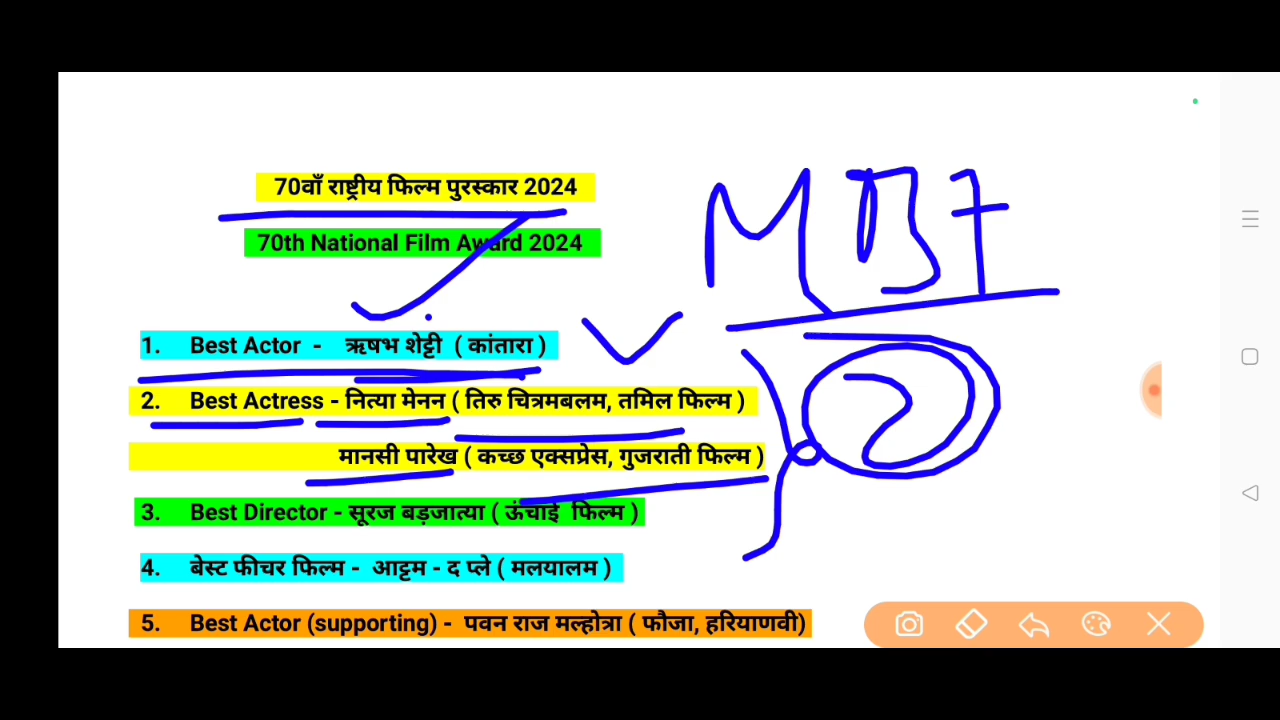 70वाँ राष्ट्रीय फिल्म पुरस्कार 2024
70th National Film Award 2024
MBF
2
1. Best Actor - ऋषभ शेट्टी ( कांतारा )
2. Best Actress - नित्या मेनन ( तिरु चित्रमबलम, तमिल फिल्म )
मानसी पारेख ( कच्छ एक्सप्रेस, गुजराती फिल्म )
3. Best Director - सूरज बड़जात्या ( ऊंचाई फिल्म )
4. बेस्ट फीचर फिल्म - आट्टम - द प्ले ( मलयालम )
5. Best Actor (supporting) - पवन राज मल्होत्रा ( फौजा, हरियाणवी)